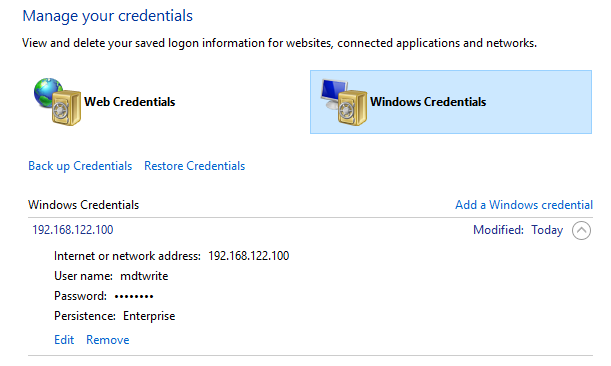 Manage your credentials
View and delete your saved logon information for websites, connected applications and networks.
Web Credentials
Windows Credentials
Back up Credentials Restore Credentials
Windows Credentials Add a Windows credential
192.168.122.100 Modified: Today
Internet or network address: 192.168.122.100
User name: mdtwrite
Password: ••••••••
Persistence: Enterprise
Edit Remove